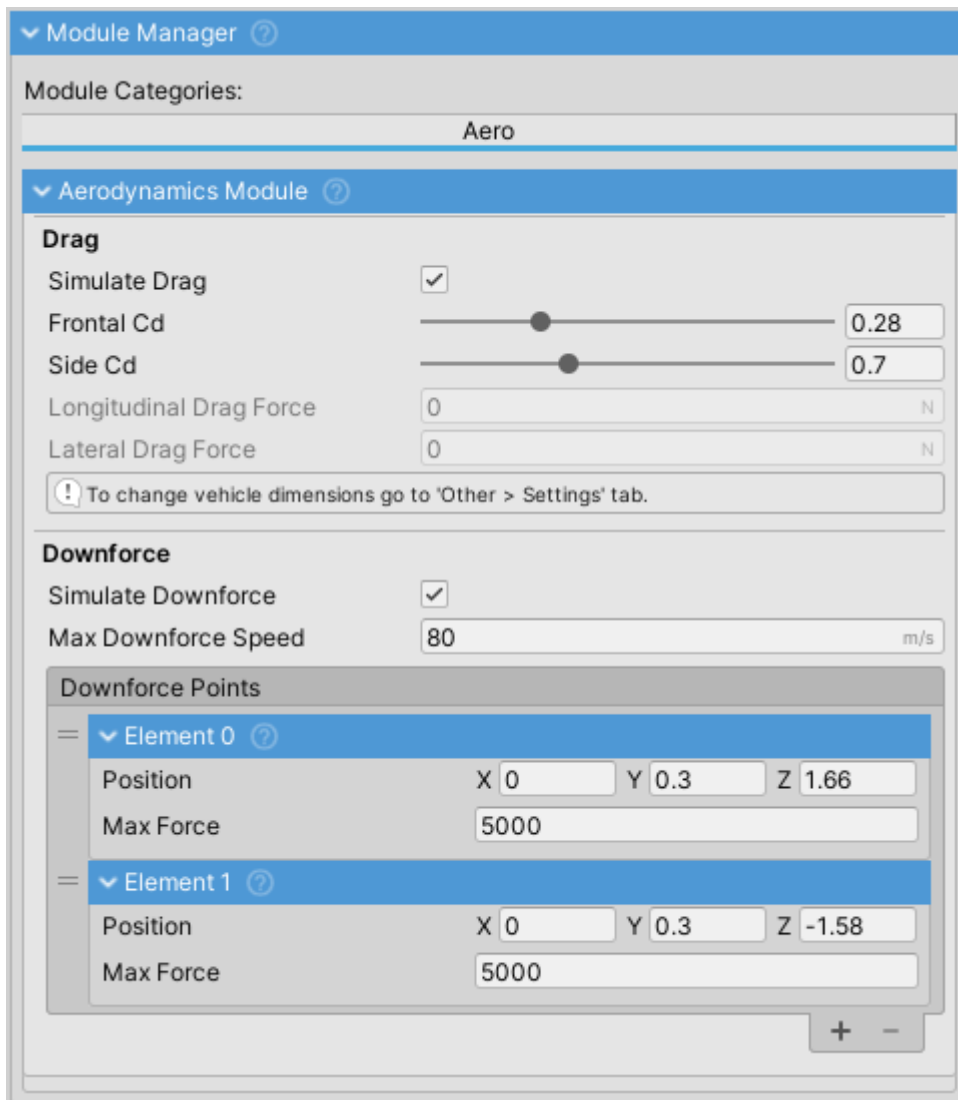 Module Manager ?
Module Categories:
Aero
Aerodynamics Module ?
Drag
Simulate Drag
Frontal Cd 0.28
Side Cd 0.7
Longitudinal Drag Force 0 N
Lateral Drag Force 0 N
! To change vehicle dimensions go to 'Other > Settings' tab.
Downforce
Simulate Downforce
Max Downforce Speed 80 m/s
Downforce Points
= Element 0 ?
Position X 0 Y 0.3 Z 1.66
Max Force 5000
= Element 1 ?
Position X 0 Y 0.3 Z -1.58
Max Force 5000
+ −